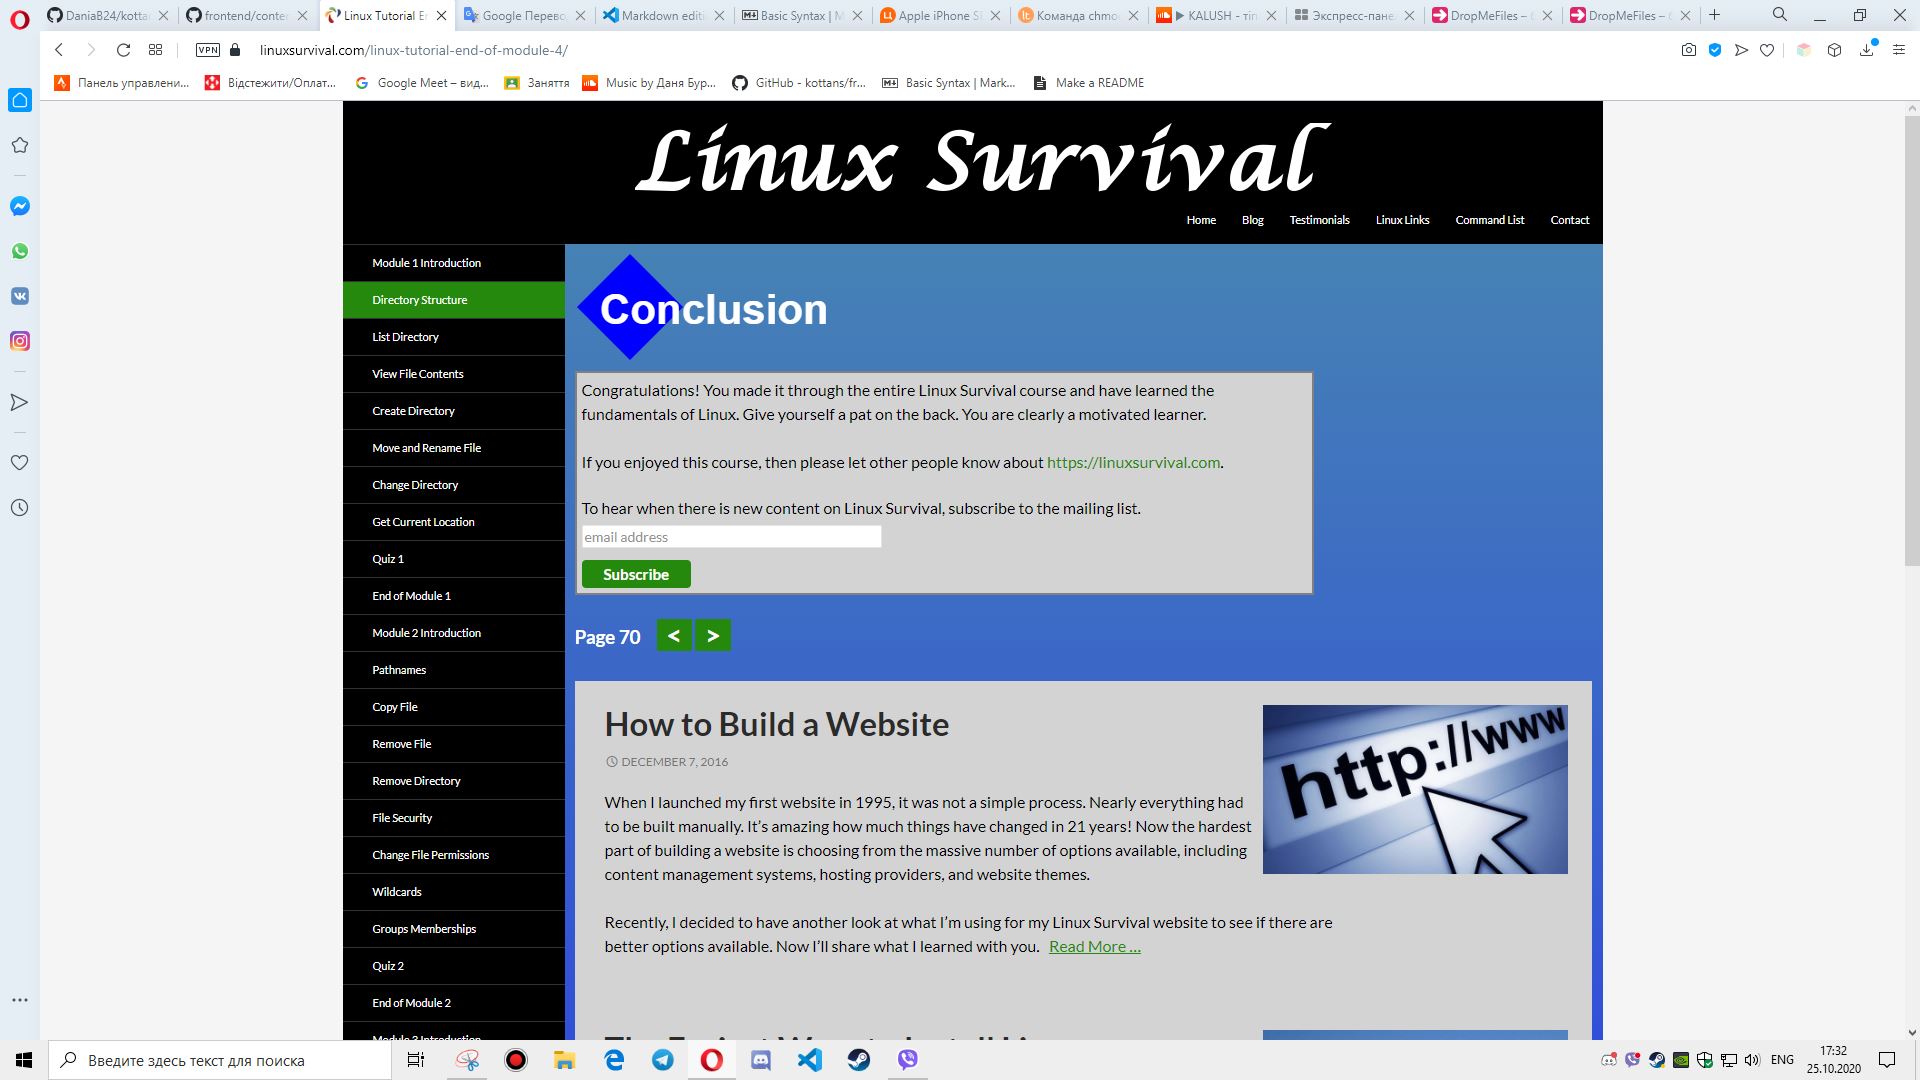 DaniaB24/kotta
frontend/conter
Linux Tutorial E
Google Перево
Markdown editi
Basic Syntax | M
Apple iPhone S
Команда chmo
KALUSH - тіп
Экспресс-пане
DropMeFiles –
DropMeFiles –
VPN
linuxsurvival.com/linux-tutorial-end-of-module-4/
Панель управлени...
Відстежити/Оплат...
Google Meet – вид...
Заняття
Music by Даня Бур...
GitHub - kottans/fr...
Basic Syntax | Mark...
Make a README
Linux Survival
Home
Blog
Testimonials
Linux Links
Command List
Contact
Module 1 Introduction
Directory Structure
List Directory
View File Contents
Create Directory
Move and Rename File
Change Directory
Get Current Location
Quiz 1
End of Module 1
Module 2 Introduction
Pathnames
Copy File
Remove File
Remove Directory
File Security
Change File Permissions
Wildcards
Groups Memberships
Quiz 2
End of Module 2
Module 3 Introduction
Conclusion
Congratulations! You made it through the entire Linux Survival course and have learned the
fundamentals of Linux. Give yourself a pat on the back. You are clearly a motivated learner.
If you enjoyed this course, then please let other people know about https://linuxsurvival.com.
To hear when there is new content on Linux Survival, subscribe to the mailing list.
email address
Subscribe
Page 70 < >
How to Build a Website
DECEMBER 7, 2016
When I launched my first website in 1995, it was not a simple process. Nearly everything had
to be built manually. It’s amazing how much things have changed in 21 years! Now the hardest
part of building a website is choosing from the massive number of options available, including
content management systems, hosting providers, and website themes.
Recently, I decided to have another look at what I’m using for my Linux Survival website to see if there are
better options available. Now I’ll share what I learned with you. Read More …
http://www
Введите здесь текст для поиска
ENG
17:32
25.10.2020